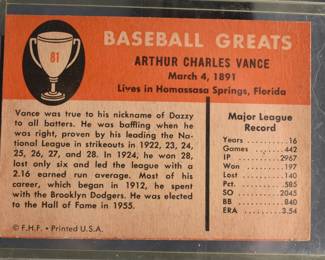 81
BASEBALL GREATS
ARTHUR CHARLES VANCE
March 4, 1891
Lives in Homassasa Springs, Florida
Vance was true to his nickname of Dazzy
to all batters. He was baffling when he
was right, proven by his leading the Na-
tional League in strikeouts in 1922, 23, 24,
25, 26, 27, and 28. In 1924, he won 28,
lost only six and led the league with a
2.16 earned run average. Most of his
career, which began in 1912, he spent
with the Brooklyn Dodgers. He was elected
to the Hall of Fame in 1955.
© F.H.F. • Printed U.S.A.
Major League
Record
Years 16
Games 442
IP 2967
Won 197
Lost 140
Pct. .585
SO 2045
BB 840
ERA 3.54